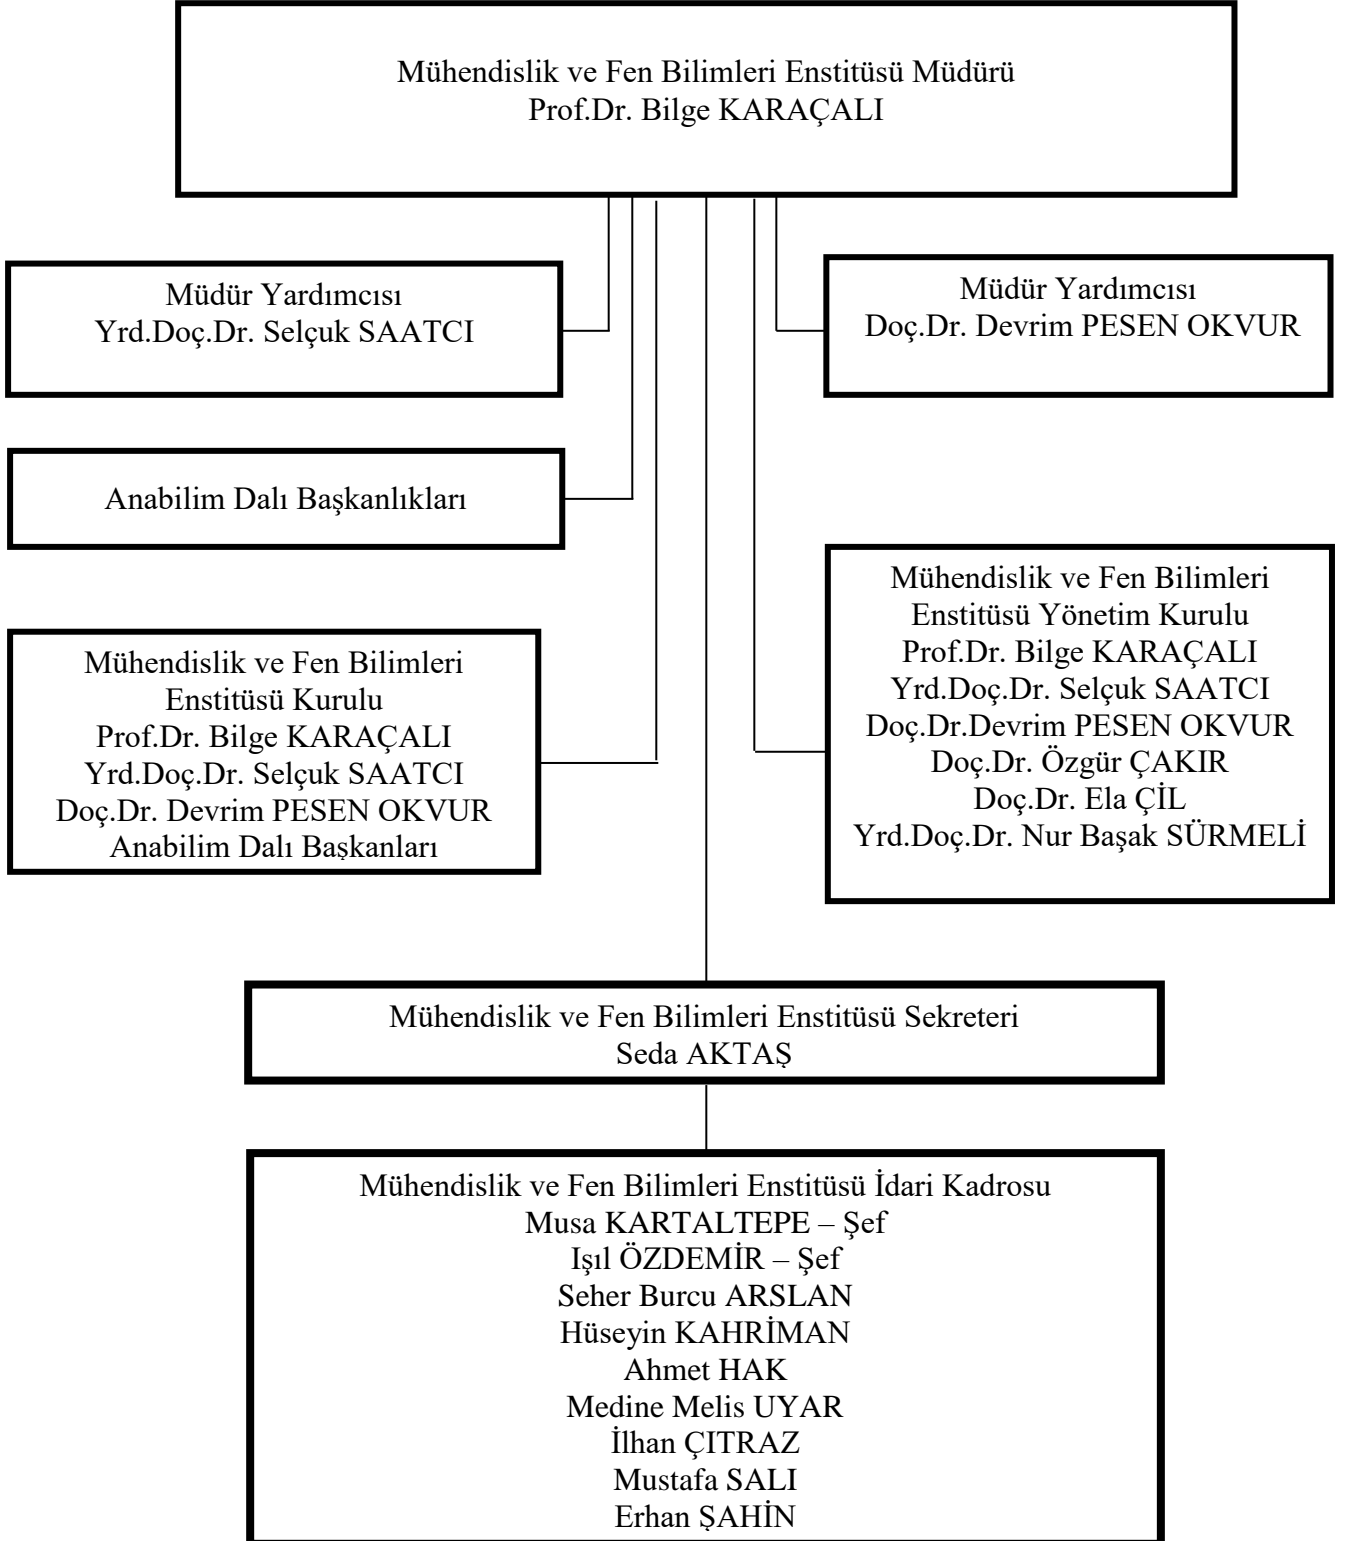 Mühendislik ve Fen Bilimleri Enstitüsü Müdürü
Prof.Dr. Bilge KARAÇALI
Müdür Yardımcısı
Yrd.Doç.Dr. Selçuk SAATCI
Müdür Yardımcısı
Doç.Dr. Devrim PESEN OKVUR
Anabilim Dalı Başkanlıkları
Mühendislik ve Fen Bilimleri
Enstitüsü Kurulu
Prof.Dr. Bilge KARAÇALI
Yrd.Doç.Dr. Selçuk SAATCI
Doç.Dr. Devrim PESEN OKVUR
Anabilim Dalı Başkanları
Mühendislik ve Fen Bilimleri
Enstitüsü Yönetim Kurulu
Prof.Dr. Bilge KARAÇALI
Yrd.Doç.Dr. Selçuk SAATCI
Doç.Dr.Devrim PESEN OKVUR
Doç.Dr. Özgür ÇAKIR
Doç.Dr. Ela ÇİL
Yrd.Doç.Dr. Nur Başak SÜRMELİ
Mühendislik ve Fen Bilimleri Enstitüsü Sekreteri
Seda AKTAŞ
Mühendislik ve Fen Bilimleri Enstitüsü İdari Kadrosu
Musa KARTALTEPE – Şef
Işıl ÖZDEMİR – Şef
Seher Burcu ARSLAN
Hüseyin KAHRİMAN
Ahmet HAK
Medine Melis UYAR
İlhan ÇITRAZ
Mustafa SALI
Erhan ŞAHİN